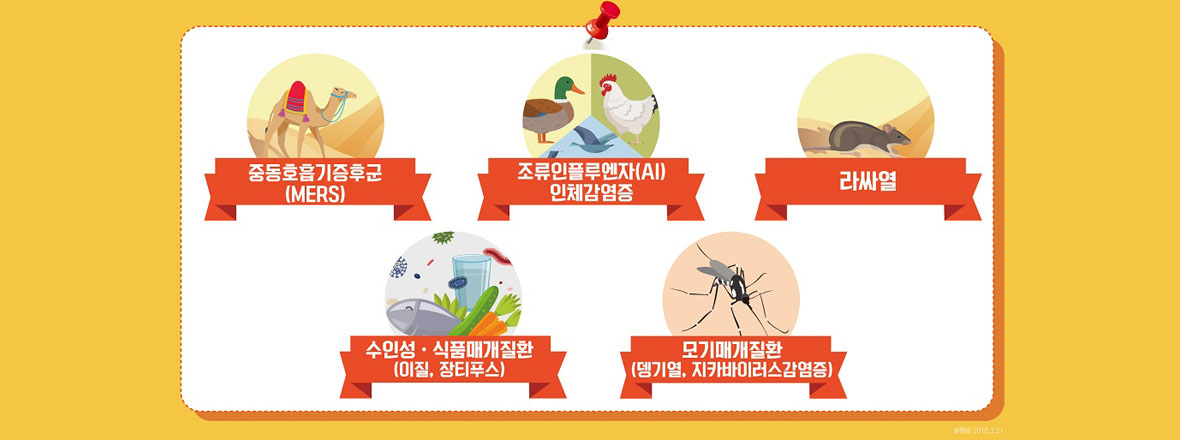 중동호흡기증후군
(MERS)
조류인플루엔자(AI)
인체감염증
라싸열
수인성·식품매개질환
(이질, 장티푸스)
모기매개질환
(뎅기열, 지카바이러스감염증)
발행일 2018.3.21